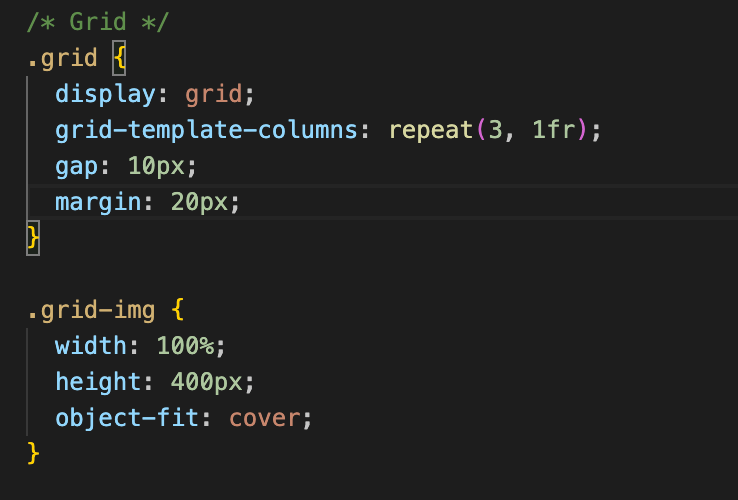 /* Grid */
.grid {
  display: grid;
  grid-template-columns: repeat(3, 1fr);
  gap: 10px;
  margin: 20px;
}

.grid-img {
  width: 100%;
  height: 400px;
  object-fit: cover;
}